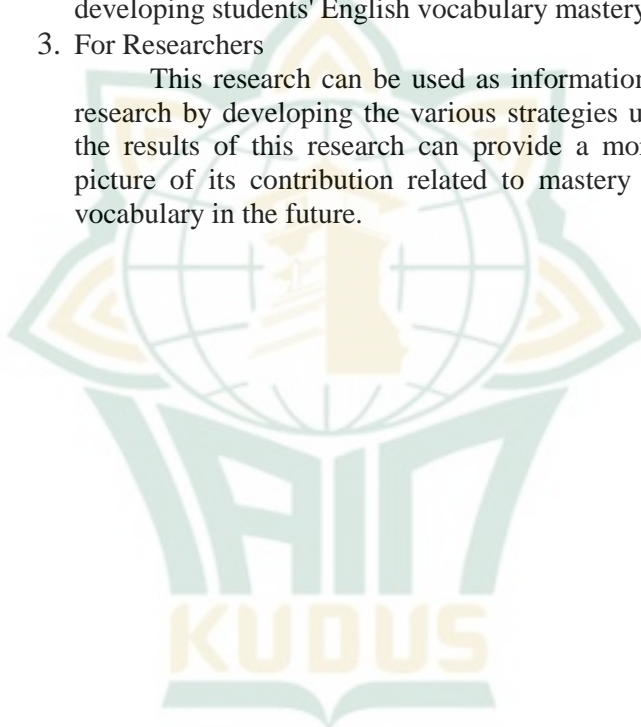 developing students' English vocabulary mastery
3. For Researchers
This research can be used as information
research by developing the various strategies
the results of this research can provide a
picture of its contribution related to mastery
vocabulary in the future.
IAIN
KUDUS